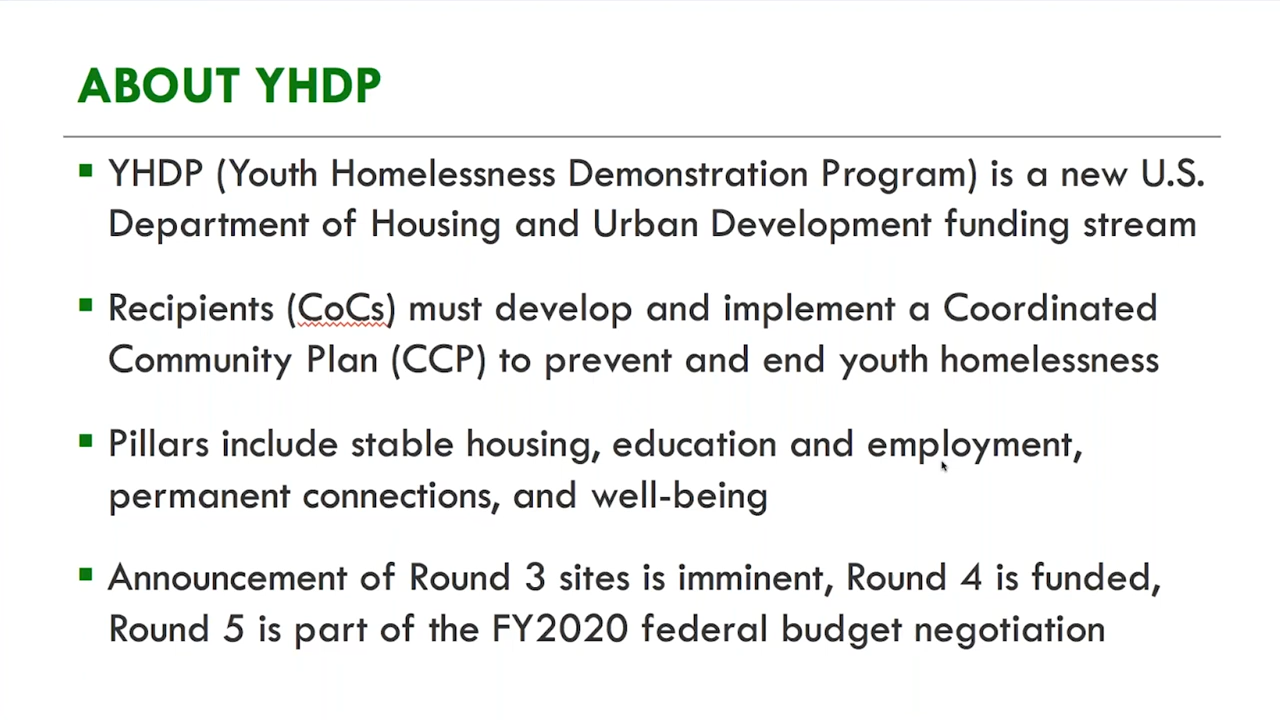 ABOUT YHDP
▪ YHDP (Youth Homelessness Demonstration Program) is a new U.S.
Department of Housing and Urban Development funding stream
▪ Recipients (CoCs) must develop and implement a Coordinated
Community Plan (CCP) to prevent and end youth homelessness
▪ Pillars include stable housing, education and employment,
permanent connections, and well-being
▪ Announcement of Round 3 sites is imminent, Round 4 is funded,
Round 5 is part of the FY2020 federal budget negotiation